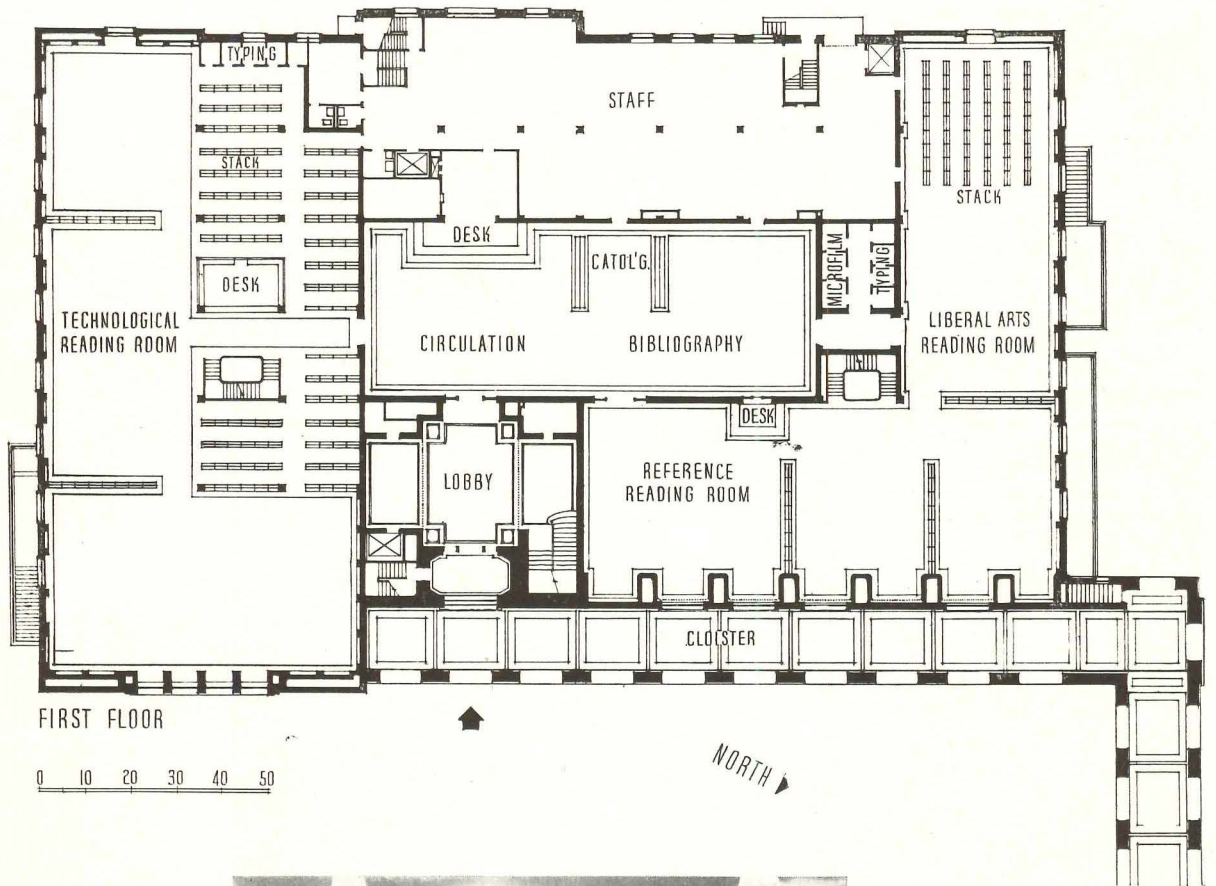 TYPING
STAFF
STACK
STACK
DESK
CATOL'G.
MICROFILM
TYPING
DESK
TECHNOLOGICAL
READING ROOM
CIRCULATION
BIBLIOGRAPHY
LIBERAL ARTS
READING ROOM
DESK
LOBBY
REFERENCE
READING ROOM
CLOISTER
FIRST FLOOR
NORTH
0 10 20 30 40 50